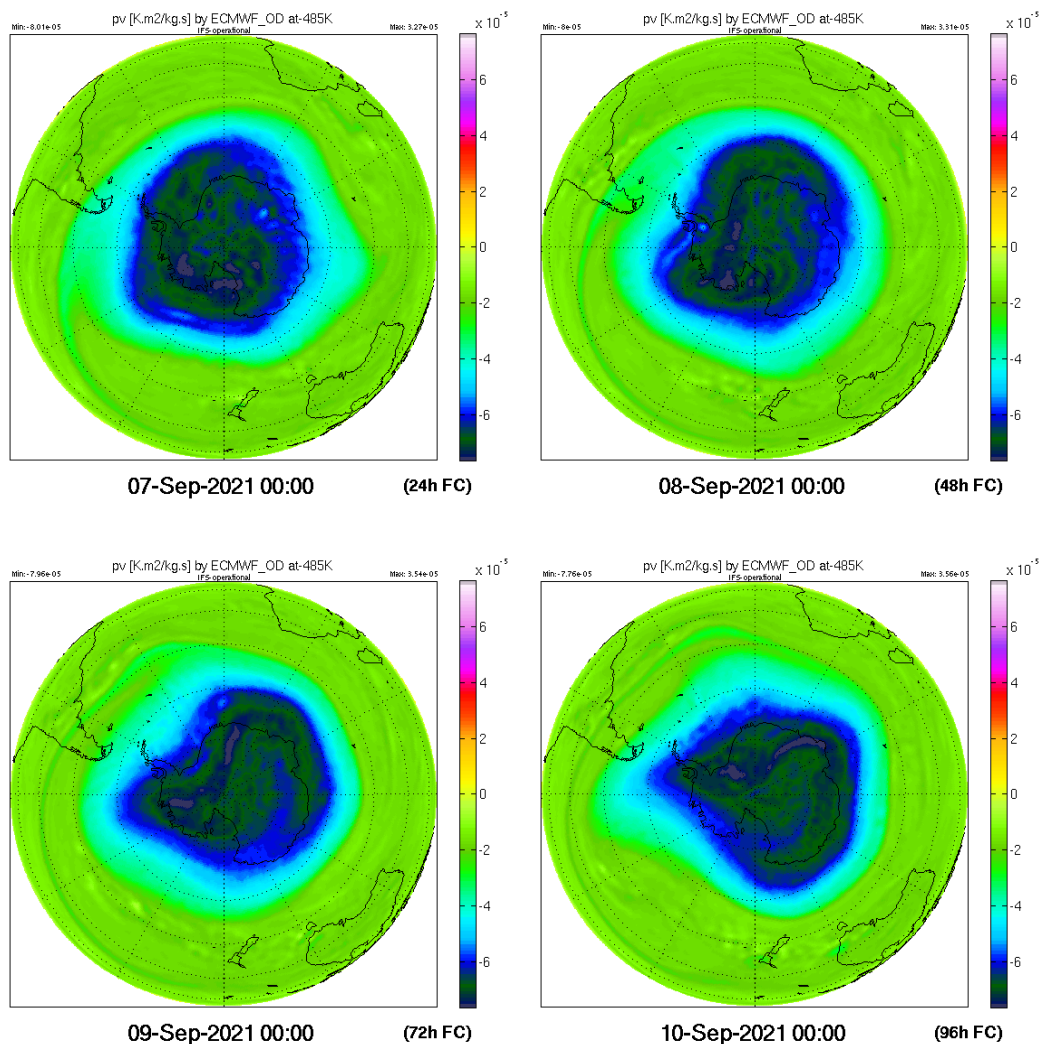 pv [K.m2/kg.s] by ECMWF_OD at-485K
Min: -8.01e-05 IFS-operational Max: 3.27e-05
x 10-5
6
4
2
0
-2
-4
-6
07-Sep-2021 00:00 (24h FC)
pv [K.m2/kg.s] by ECMWF_OD at-485K
Min: -8e-05 IFS-operational Max: 3.31e-05
x 10-5
6
4
2
0
-2
-4
-6
08-Sep-2021 00:00 (48h FC)
pv [K.m2/kg.s] by ECMWF_OD at-485K
Min: -7.96e-05 IFS-operational Max: 3.54e-05
x 10-5
6
4
2
0
-2
-4
-6
09-Sep-2021 00:00 (72h FC)
pv [K.m2/kg.s] by ECMWF_OD at-485K
Min: -7.76e-05 IFS-operational Max: 3.56e-05
x 10-5
6
4
2
0
-2
-4
-6
10-Sep-2021 00:00 (96h FC)